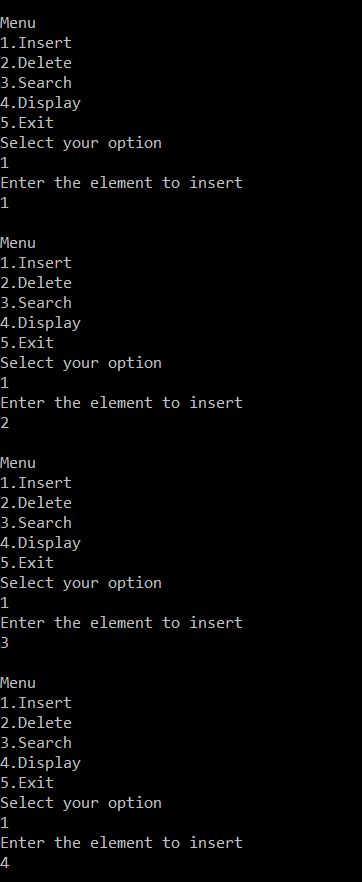 Menu
1.Insert
2.Delete
3.Search
4.Display
5.Exit
Select your option
1
Enter the element to insert
1
Menu
1.Insert
2.Delete
3.Search
4.Display
5.Exit
Select your option
1
Enter the element to insert
2
Menu
1.Insert
2.Delete
3.Search
4.Display
5.Exit
Select your option
1
Enter the element to insert
3
Menu
1.Insert
2.Delete
3.Search
4.Display
5.Exit
Select your option
1
Enter the element to insert
4